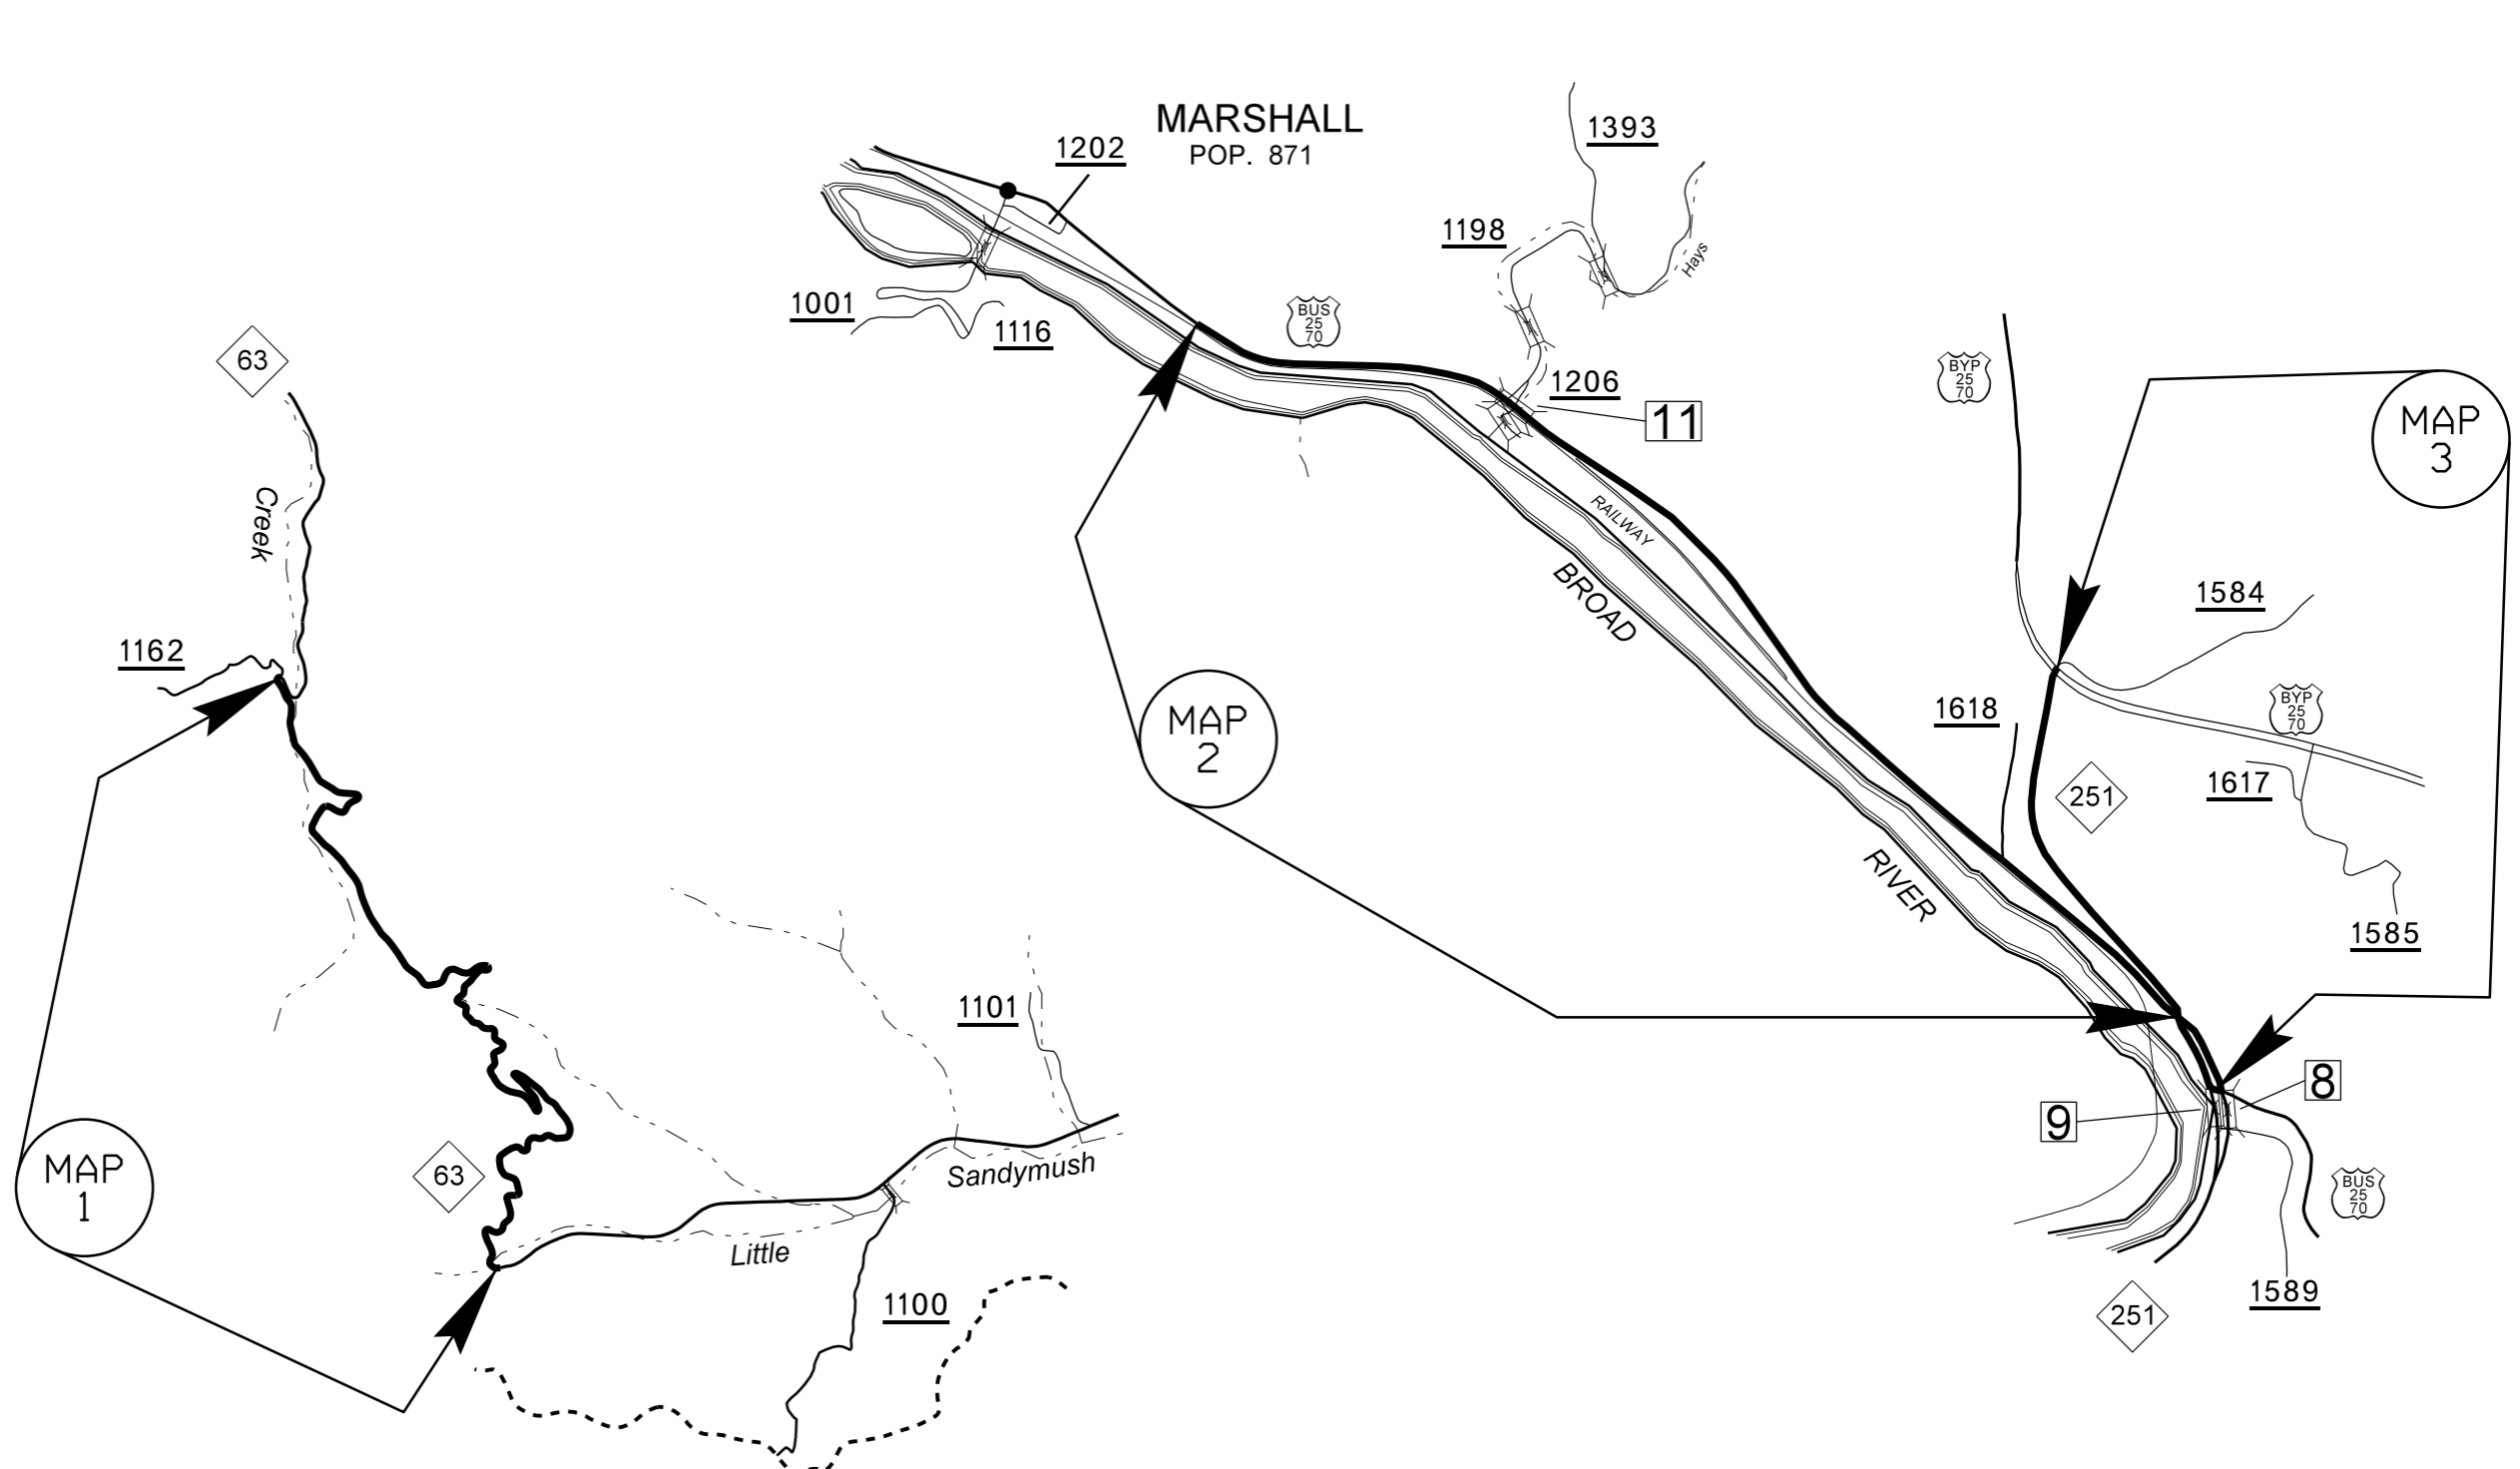 MARSHALL
POP. 871
1202
1393
1198
Hays
1001
1116
BUS
25
70
1206
11
63
BYP
25
70
MAP
3
Creek
RAILWAY
BROAD
1584
1162
1618
BYP
25
70
MAP
2
251
1617
RIVER
1585
1101
8
9
MAP
1
63
Sandymush
BUS
25
70
Little
1100
1589
251